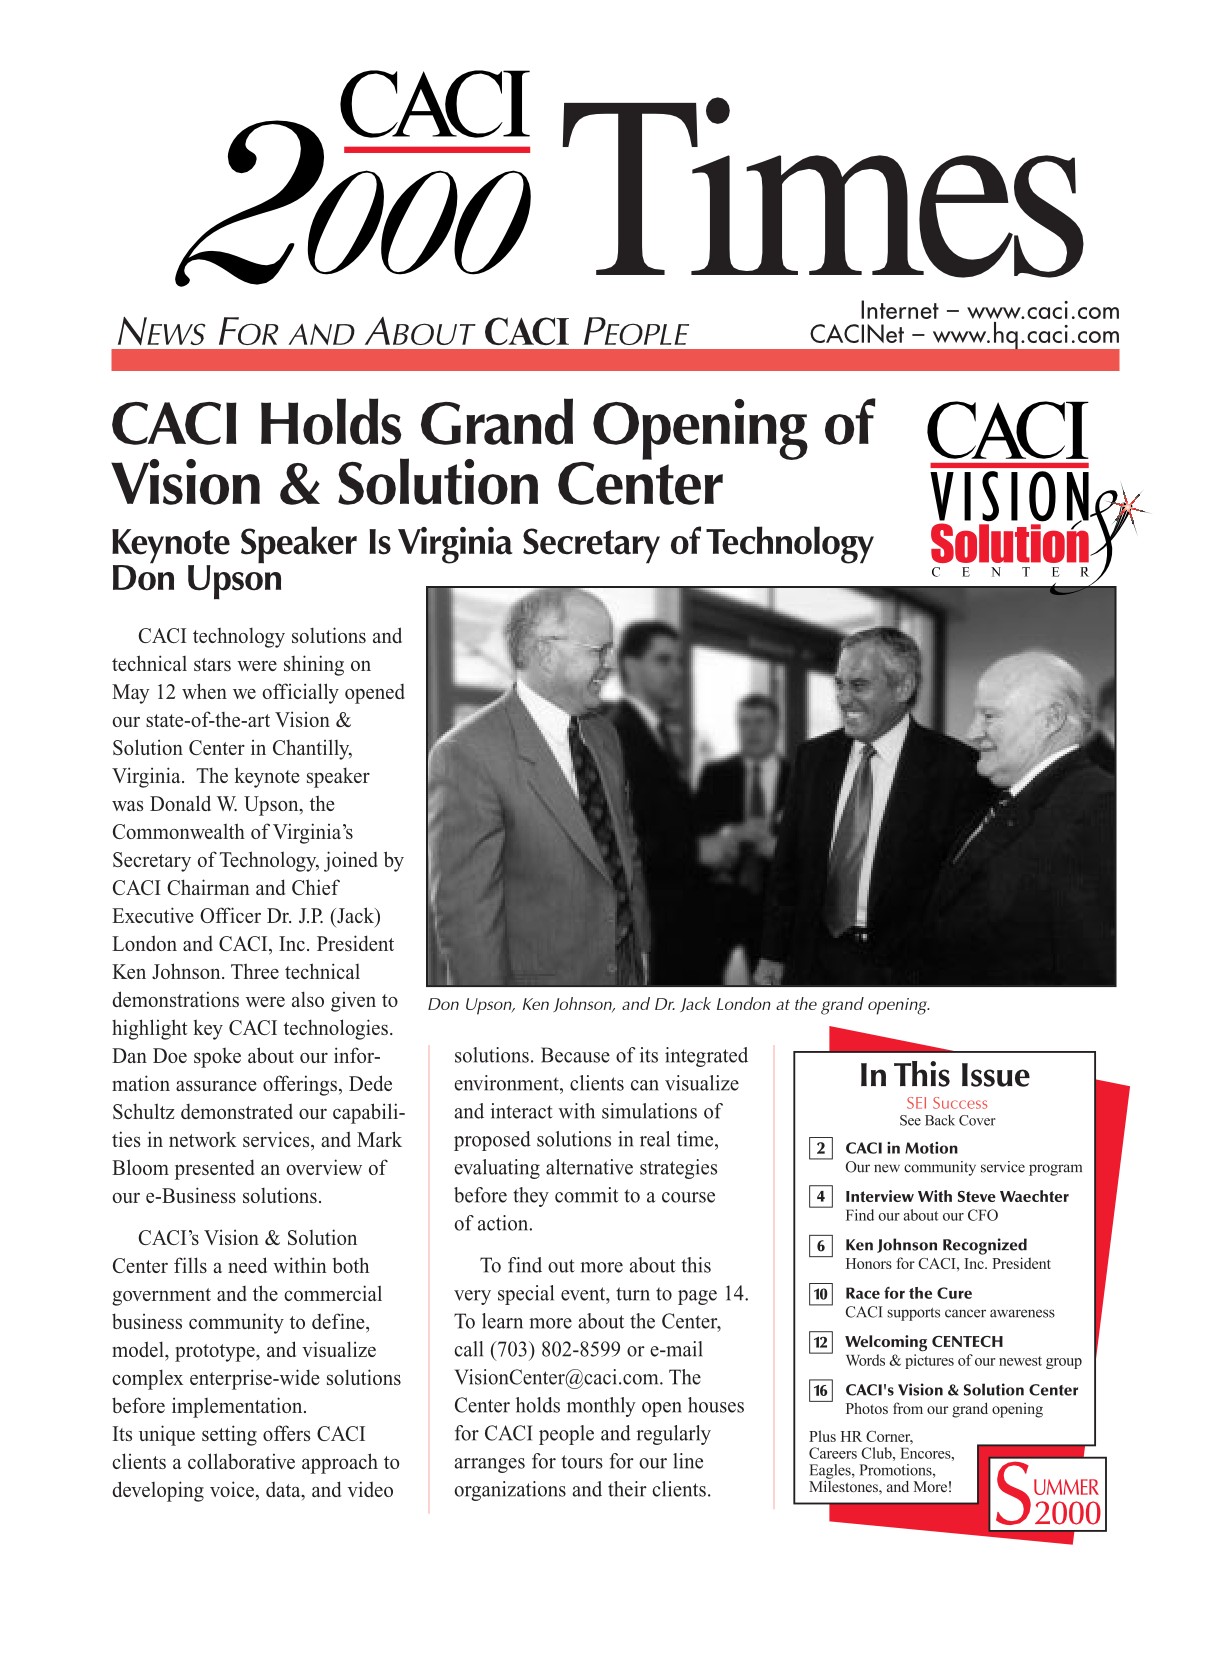 CACI
2000 Times
NEWS FOR AND ABOUT CACI PEOPLE
Internet – www.caci.com
CACINet – www.hq.caci.com
CACI Holds Grand Opening of
Vision & Solution Center
Keynote Speaker Is Virginia Secretary of Technology
Don Upson
CACI
VISION &
Solution
CENTER
CACI technology solutions and
technical stars were shining on
May 12 when we officially opened
our state-of-the-art Vision &
Solution Center in Chantilly,
Virginia.  The keynote speaker
was Donald W. Upson, the
Commonwealth of Virginia's
Secretary of Technology, joined by
CACI Chairman and Chief
Executive Officer Dr. J.P. (Jack)
London and CACI, Inc. President
Ken Johnson. Three technical
demonstrations were also given to
highlight key CACI technologies.
Dan Doe spoke about our infor-
mation assurance offerings, Dede
Schultz demonstrated our capabili-
ties in network services, and Mark
Bloom presented an overview of
our e-Business solutions.
CACI's Vision & Solution
Center fills a need within both
government and the commercial
business community to define,
model, prototype, and visualize
complex enterprise-wide solutions
before implementation.
Its unique setting offers CACI
clients a collaborative approach to
developing voice, data, and video
Don Upson, Ken Johnson, and Dr. Jack London at the grand opening.
solutions. Because of its integrated
environment, clients can visualize
and interact with simulations of
proposed solutions in real time,
evaluating alternative strategies
before they commit to a course
of action.
To find out more about this
very special event, turn to page 14.
To learn more about the Center,
call (703) 802-8599 or e-mail
VisionCenter@caci.com. The
Center holds monthly open houses
for CACI people and regularly
arranges for tours for our line
organizations and their clients.
In This Issue
SEI Success
See Back Cover
2 CACI in Motion
Our new community service program
4 Interview With Steve Waechter
Find our about our CFO
6 Ken Johnson Recognized
Honors for CACI, Inc. President
10 Race for the Cure
CACI supports cancer awareness
12 Welcoming CENTECH
Words & pictures of our newest group
16 CACI's Vision & Solution Center
Photos from our grand opening
Plus HR Corner,
Careers Club, Encores,
Eagles, Promotions,
Milestones, and More!
SUMMER
2000